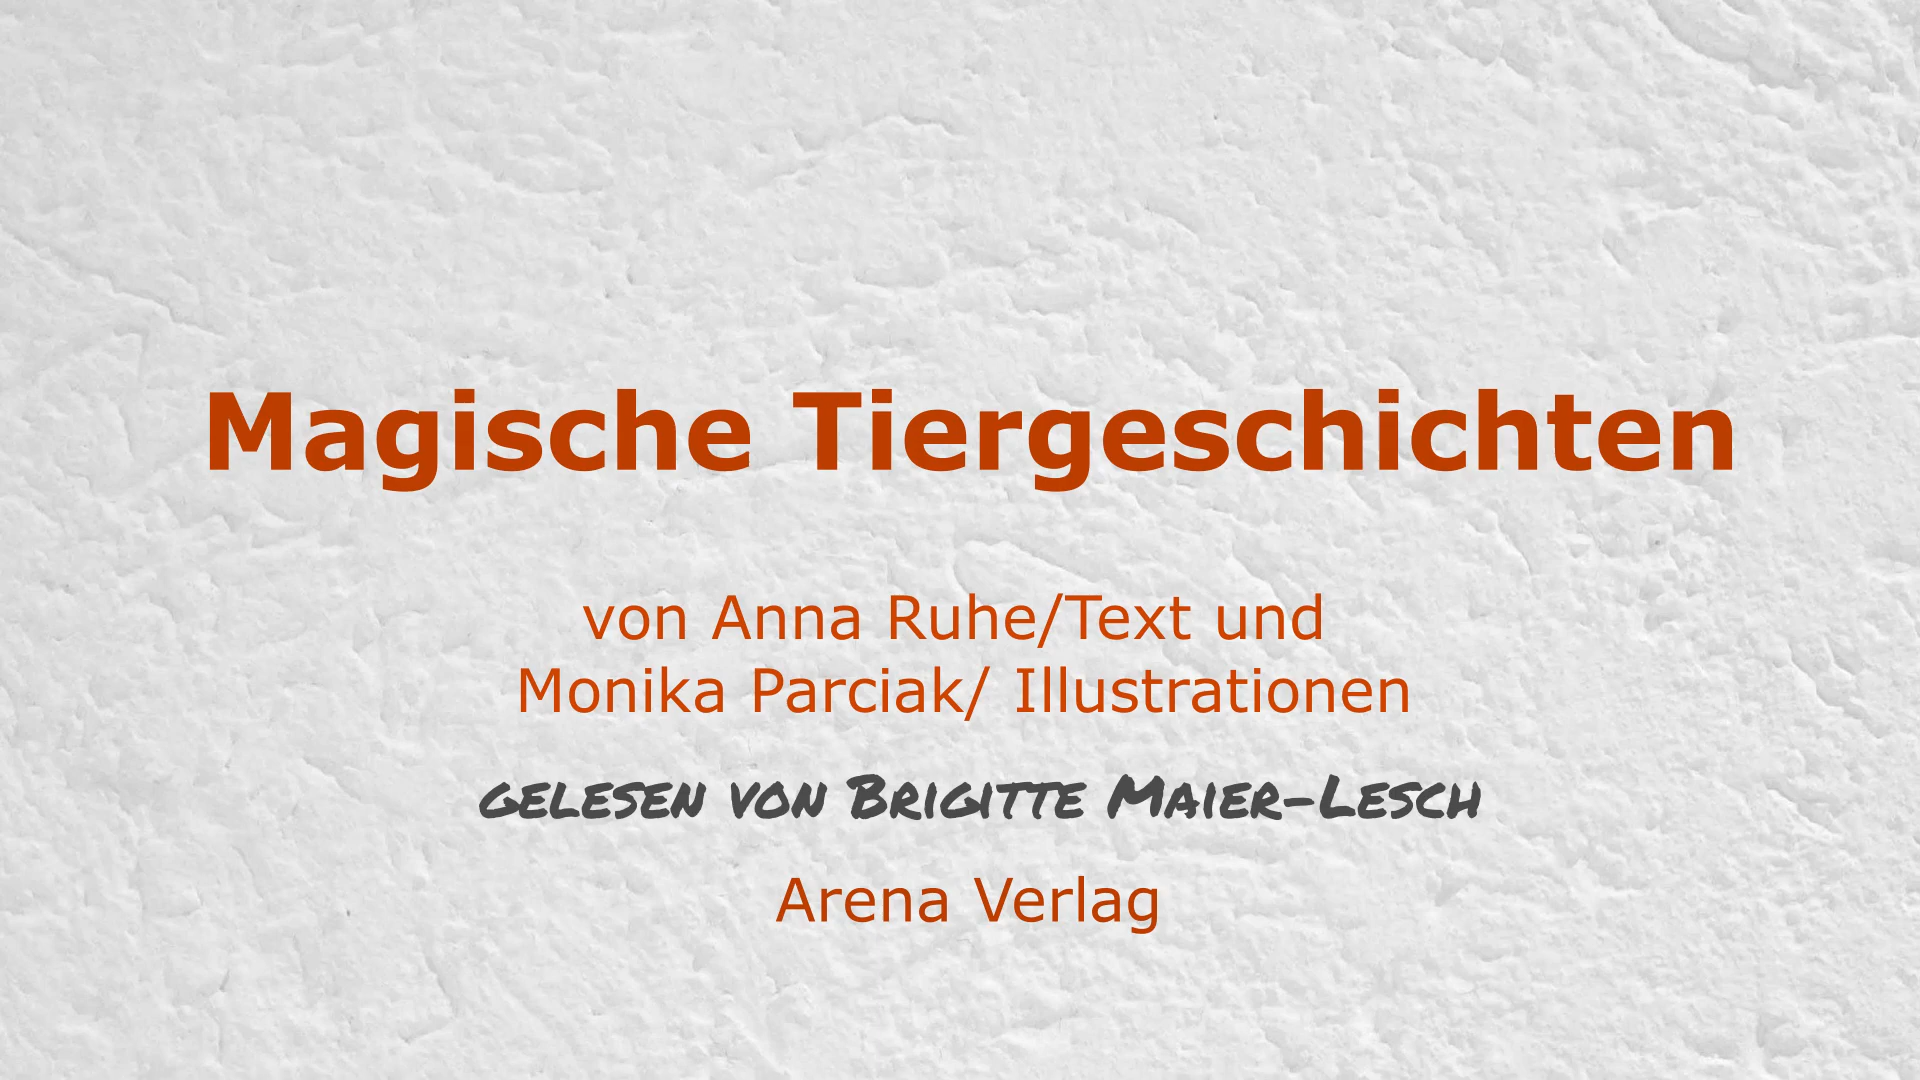 Magische Tiergeschichten
von Anna Ruhe/Text und
Monika Parciak/ Illustrationen
gelesen von Brigitte Maier-Lesch
Arena Verlag